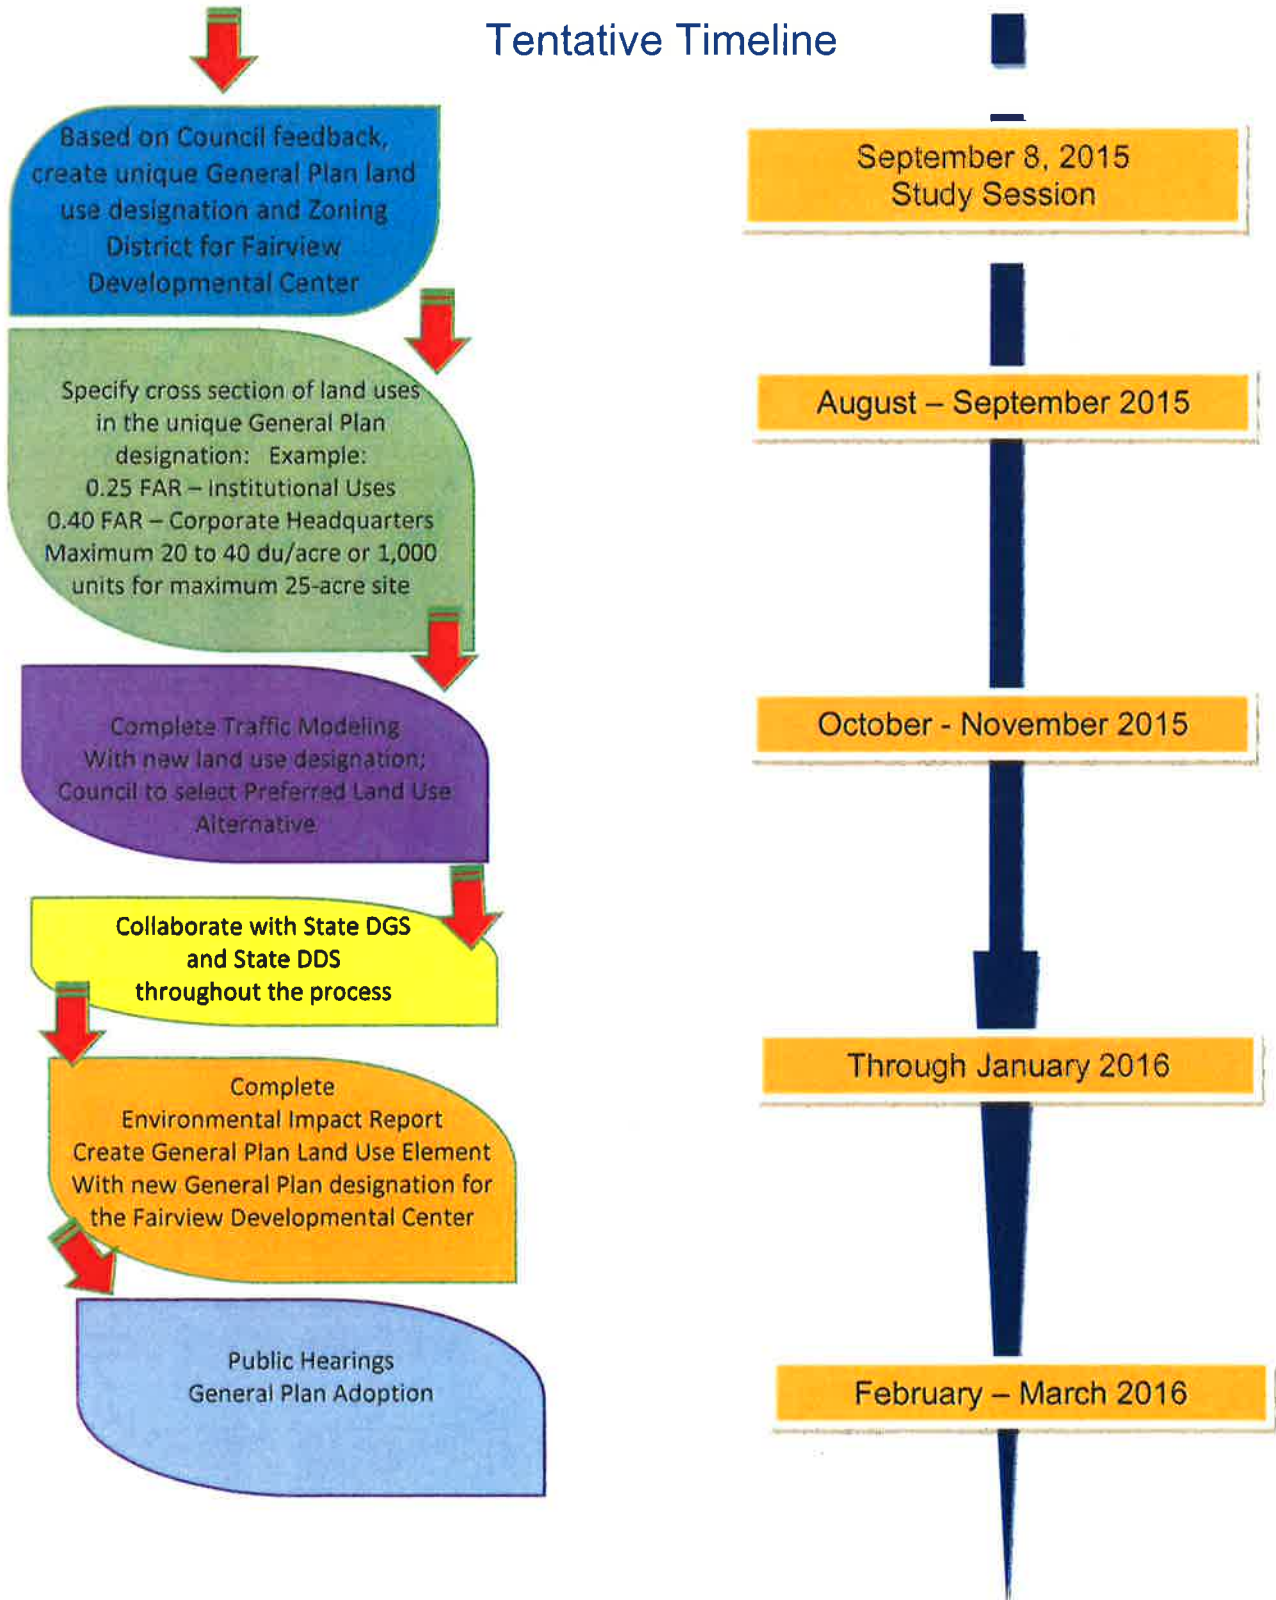 Tentative Timeline
Based on Council feedback,
create unique General Plan land
use designation and Zoning
District for Fairview
Developmental Center
September 8, 2015
Study Session
Specify cross section of land uses
in the unique General Plan
designation: Example:
0.25 FAR – Institutional Uses
0.40 FAR – Corporate Headquarters
Maximum 20 to 40 du/acre or 1,000
units for maximum 25-acre site
August – September 2015
Complete Traffic Modeling
With new land use designation;
Council to select Preferred Land Use
Alternative
October - November 2015
Collaborate with State DGS
and State DDS
throughout the process
Complete
Environmental Impact Report
Create General Plan Land Use Element
With new General Plan designation for
the Fairview Developmental Center
Through January 2016
Public Hearings
General Plan Adoption
February – March 2016